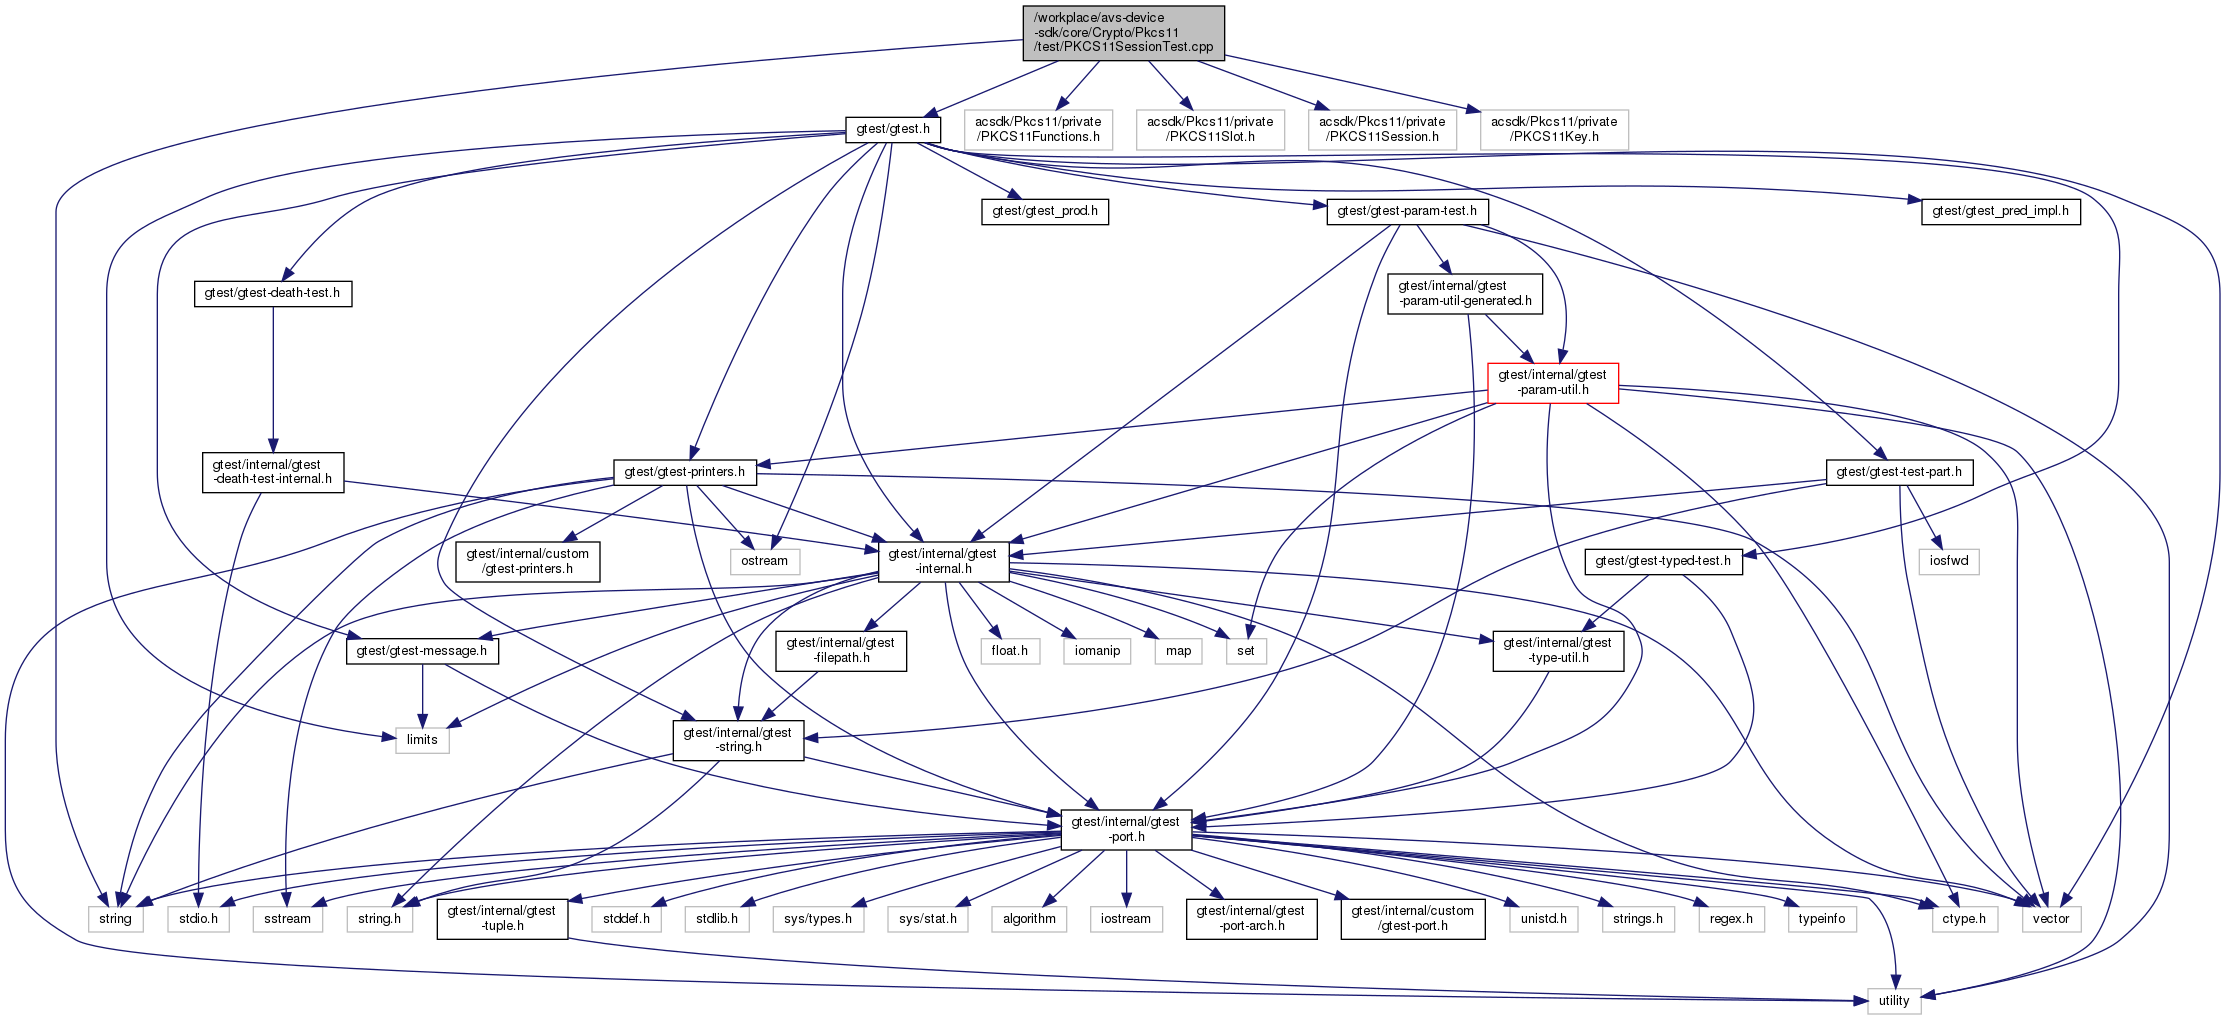 /workplace/avs-device
-sdk/core/Crypto/Pkcs11
/test/PKCS11SessionTest.cpp
gtest/gtest.h
acsdk/Pkcs11/private
/PKCS11Functions.h
acsdk/Pkcs11/private
/PKCS11Slot.h
acsdk/Pkcs11/private
/PKCS11Session.h
acsdk/Pkcs11/private
/PKCS11Key.h
gtest/gtest_prod.h
gtest/gtest-param-test.h
gtest/gtest_pred_impl.h
gtest/gtest-death-test.h
gtest/internal/gtest
-param-util-generated.h
gtest/internal/gtest
-param-util.h
gtest/internal/gtest
-death-test-internal.h
gtest/gtest-printers.h
gtest/gtest-test-part.h
gtest/internal/custom
/gtest-printers.h
ostream
gtest/internal/gtest
-internal.h
gtest/gtest-typed-test.h
iosfwd
gtest/gtest-message.h
gtest/internal/gtest
-filepath.h
float.h
iomanip
map
set
gtest/internal/gtest
-type-util.h
limits
gtest/internal/gtest
-string.h
gtest/internal/gtest
-port.h
string
stdio.h
sstream
string.h
gtest/internal/gtest
-tuple.h
stddef.h
stdlib.h
sys/types.h
sys/stat.h
algorithm
iostream
gtest/internal/gtest
-port-arch.h
gtest/internal/custom
/gtest-port.h
unistd.h
strings.h
regex.h
typeinfo
ctype.h
vector
utility